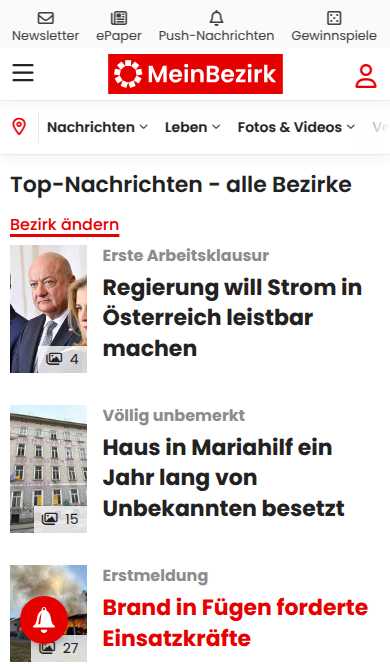 Newsletter ePaper Push-Nachrichten Gewinnspiele
MeinBezirk
Nachrichten Leben Fotos & Videos
Top-Nachrichten - alle Bezirke
Bezirk ändern
Erste Arbeitsklausur
Regierung will Strom in
Österreich leistbar
machen
4
Völlig unbemerkt
Haus in Mariahilf ein
Jahr lang von
Unbekannten besetzt
15
Erstmeldung
Brand in Fügen forderte
Einsatzkräfte
27